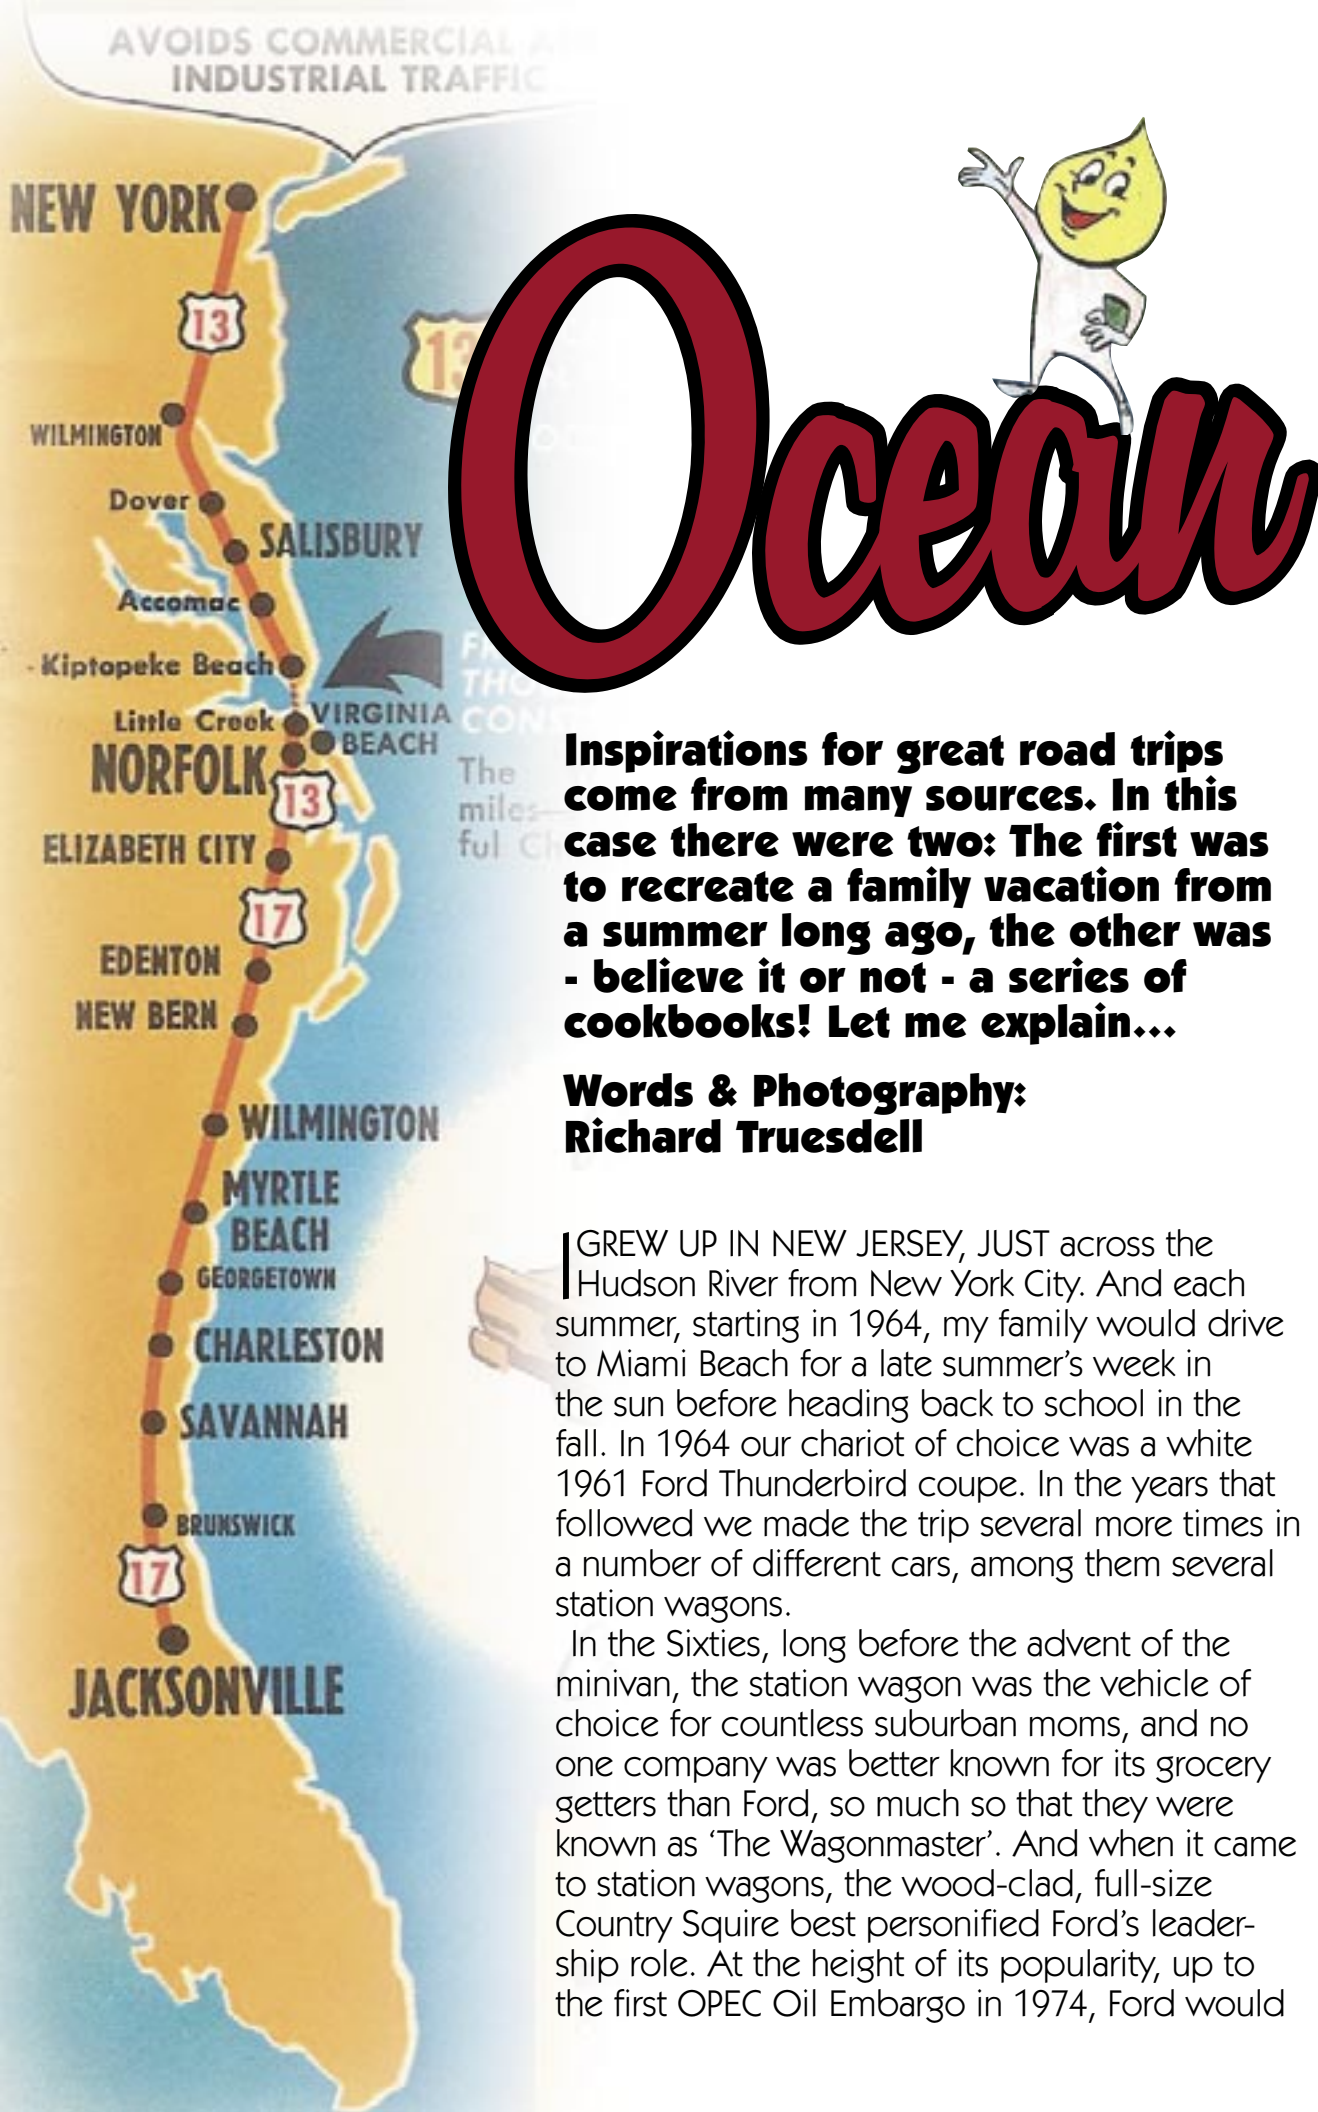 AVOIDS COMMERCIAL
INDUSTRIAL TRAFFIC
NEW YORK
13
13
WILMINGTON
Dover
SALISBURY
Accomac
Kiptopeke Beach
Little Creek
VIRGINIA
BEACH
NORFOLK
13
ELIZABETH CITY
17
EDENTON
NEW BERN
WILMINGTON
MYRTLE
BEACH
GEORGETOWN
CHARLESTON
SAVANNAH
BRUNSWICK
17
JACKSONVILLE
The
miles—
ful
Ocean
Inspirations for great road trips
come from many sources. In this
case there were two: The first was
to recreate a family vacation from
a summer long ago, the other was
- believe it or not - a series of
cookbooks! Let me explain...
Words & Photography:
Richard Truesdell
I GREW UP IN NEW JERSEY, JUST across the
Hudson River from New York City. And each
summer, starting in 1964, my family would drive
to Miami Beach for a late summer's week in
the sun before heading back to school in the
fall. In 1964 our chariot of choice was a white
1961 Ford Thunderbird coupe. In the years that
followed we made the trip several more times in
a number of different cars, among them several
station wagons.
In the Sixties, long before the advent of the
minivan, the station wagon was the vehicle of
choice for countless suburban moms, and no
one company was better known for its grocery
getters than Ford, so much so that they were
known as ‘The Wagonmaster’. And when it came
to station wagons, the wood-clad, full-size
Country Squire best personified Ford’s leader-
ship role. At the height of its popularity, up to
the first OPEC Oil Embargo in 1974, Ford would